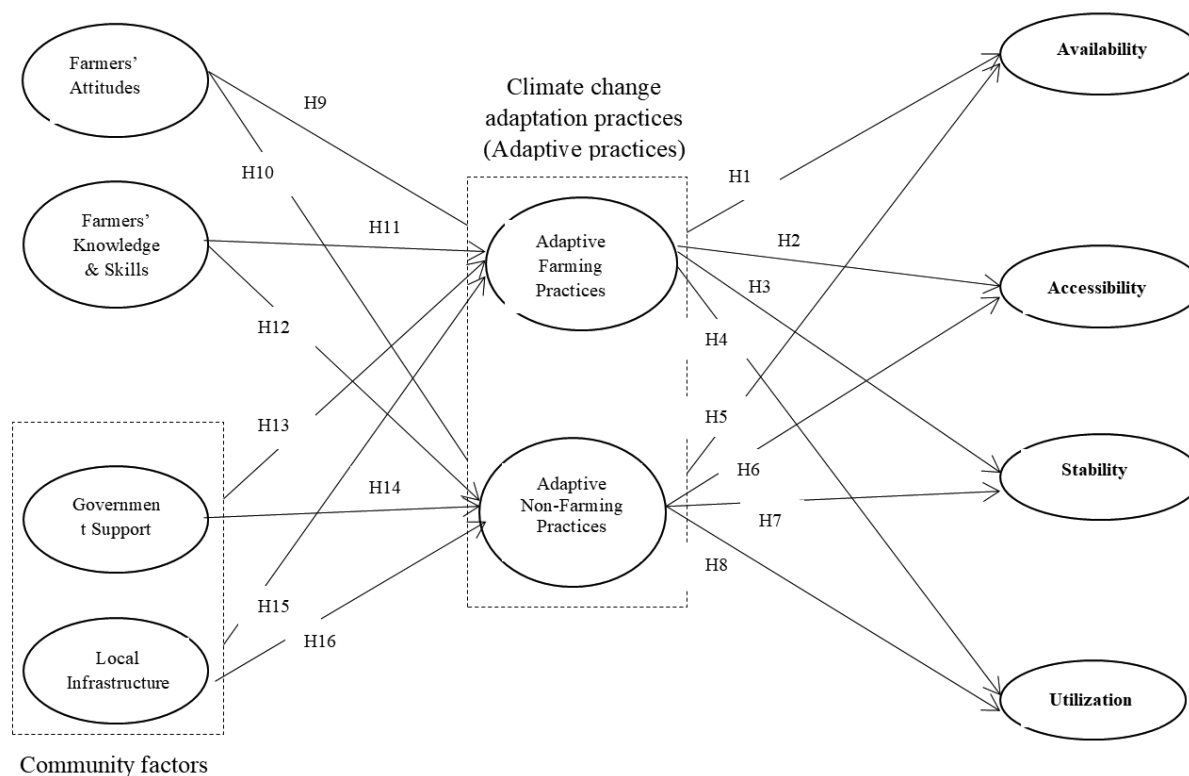 Farmers’
Attitudes
H9
H10
Farmers’
Knowledge
& Skills
H11
H12
H13
Governmen
t Support
H14
H15
Local
Infrastructure
H16
Community factors
Climate change
adaptation practices
(Adaptive practices)
Adaptive
Farming
Practices
Adaptive
Non-Farming
Practices
H1
H2
H3
H4
H5
H6
H7
H8
Availability
Accessibility
Stability
Utilization